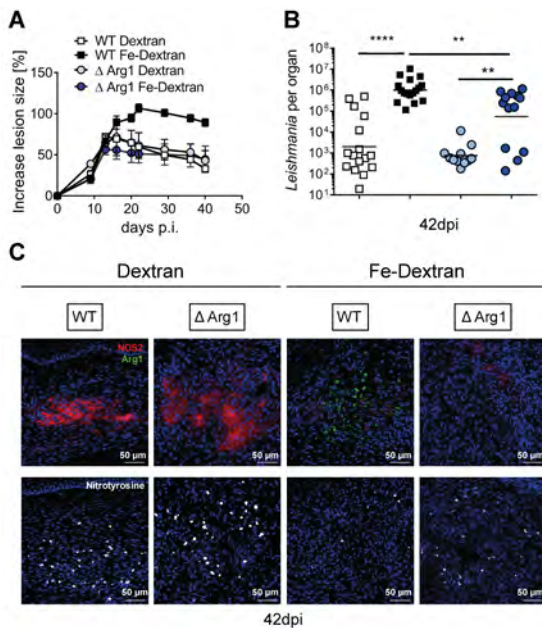 A
WT Dextran
WT Fe-Dextran
Δ Arg1 Dextran
Δ Arg1 Fe-Dextran
Increase lesion size [%]
150
100
50
0
0 10 20 30 40 50
days p.i.
B
**** **
**
Leishmania per organ
10⁸
10⁷
10⁶
10⁵
10⁴
10³
10²
10¹
42dpi
C
Dextran Fe-Dextran
WT Δ Arg1 WT Δ Arg1
NOS2
Arg1
50 µm 50 µm 50 µm 50 µm
Nitrotyrosine
50 µm 50 µm 50 µm 50 µm
42dpi